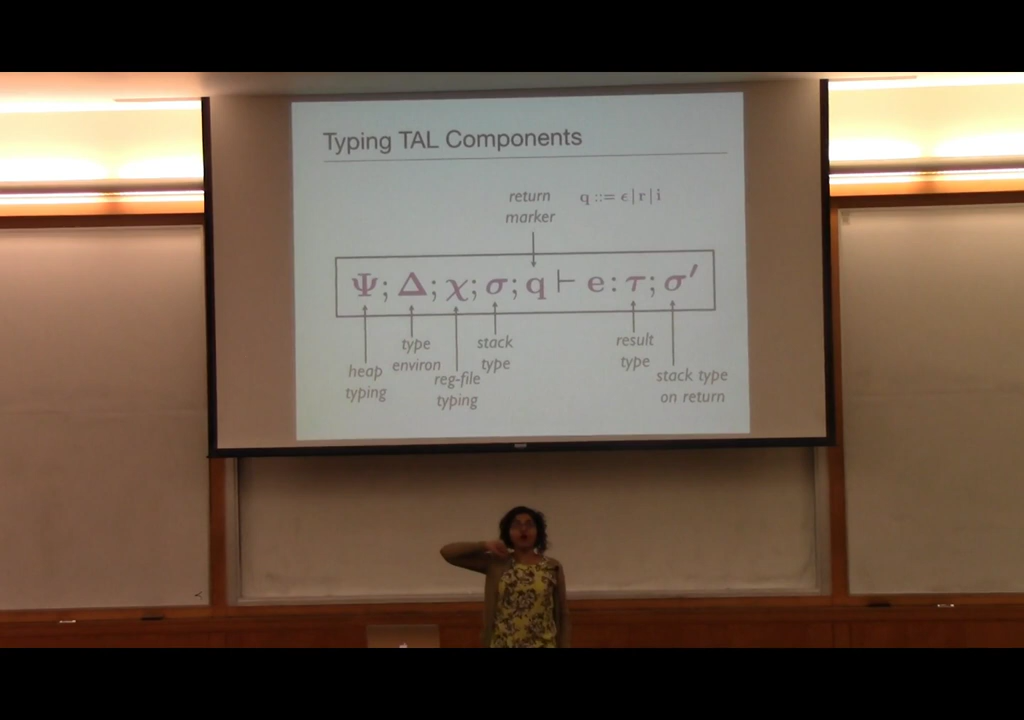 Typing TAL Components
return
marker
q ::= ϵ | r | i
Ψ; Δ; χ; σ; q ⊢ e : τ; σ′
heap
typing
type
environ
reg-file
typing
stack
type
result
type
stack type
on return